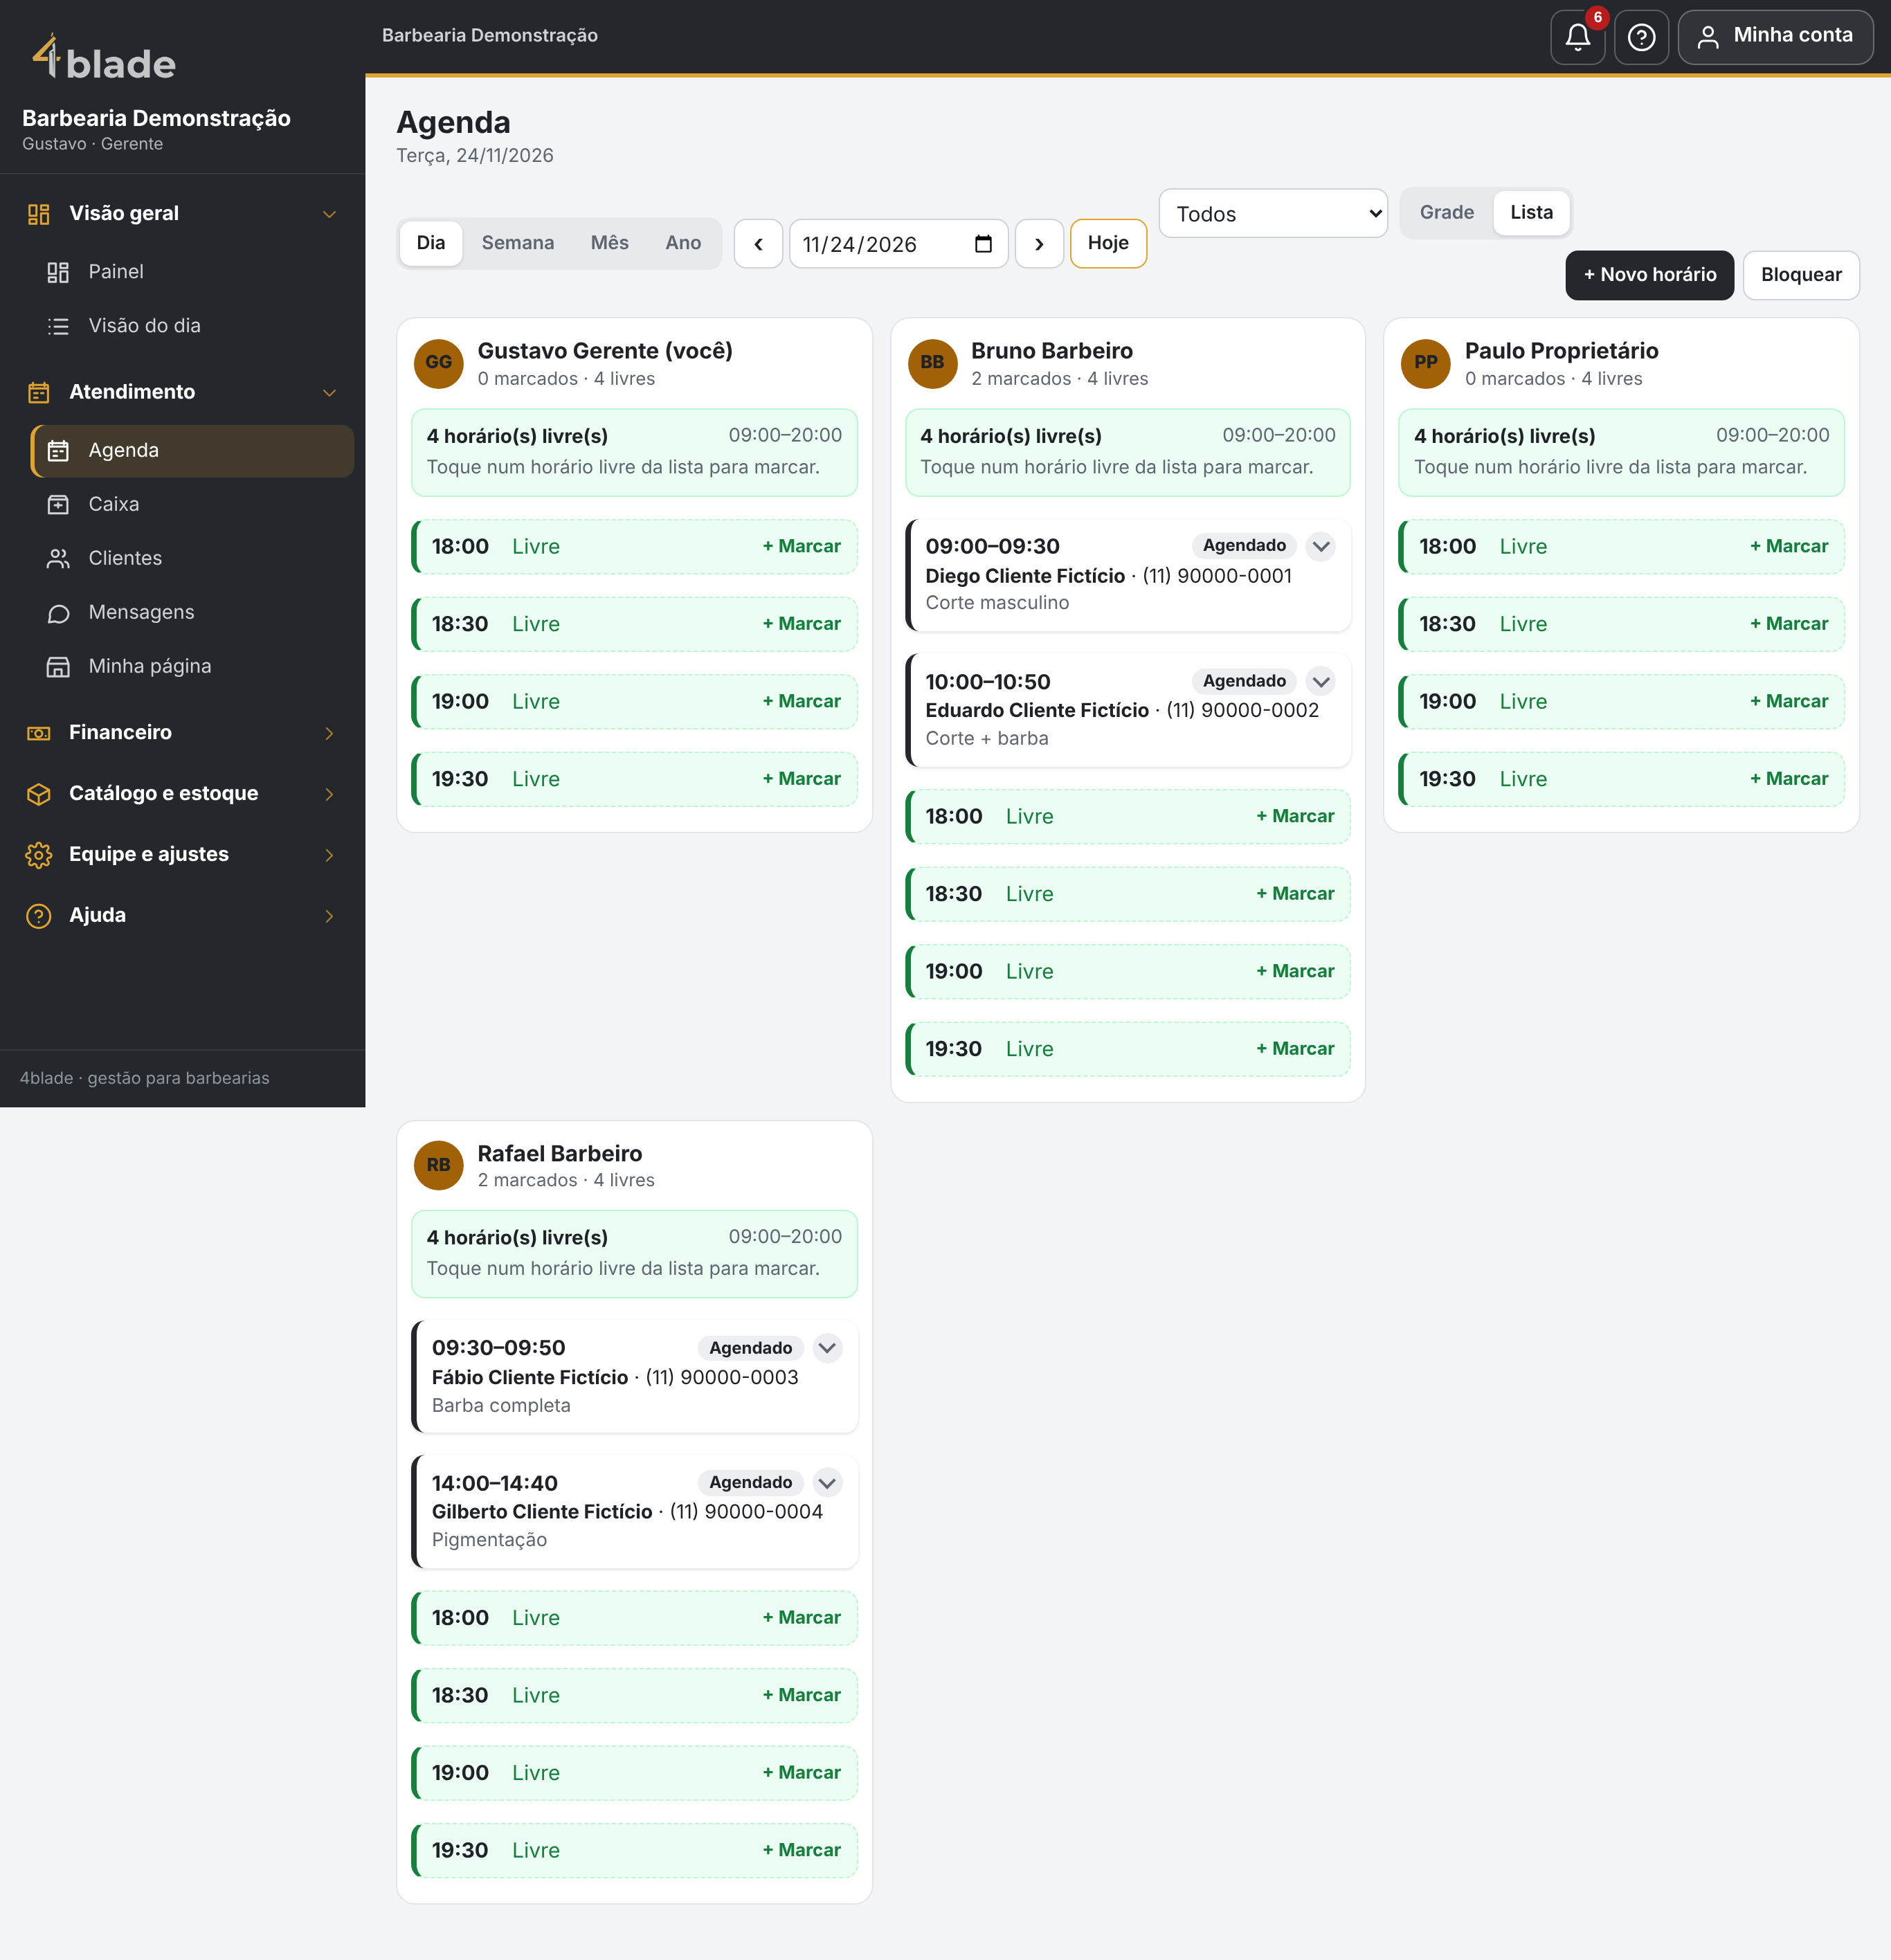 4blade
Barbearia Demonstração
Gustavo · Gerente
Visão geral
Painel
Visão do dia
Atendimento
Agenda
Caixa
Clientes
Mensagens
Minha página
Financeiro
Catálogo e estoque
Equipe e ajustes
Ajuda
4blade · gestão para barbearias
Barbearia Demonstração
6
Minha conta
Agenda
Terça, 24/11/2026
Dia Semana Mês Ano
‹ 11/24/2026 › Hoje
Todos
Grade Lista
+ Novo horário Bloquear
GG
Gustavo Gerente (você)
0 marcados · 4 livres
4 horário(s) livre(s) 09:00–20:00
Toque num horário livre da lista para marcar.
18:00 Livre + Marcar
18:30 Livre + Marcar
19:00 Livre + Marcar
19:30 Livre + Marcar
BB
Bruno Barbeiro
2 marcados · 4 livres
4 horário(s) livre(s) 09:00–20:00
Toque num horário livre da lista para marcar.
09:00–09:30 Agendado
Diego Cliente Fictício · (11) 90000-0001
Corte masculino
10:00–10:50 Agendado
Eduardo Cliente Fictício · (11) 90000-0002
Corte + barba
18:00 Livre + Marcar
18:30 Livre + Marcar
19:00 Livre + Marcar
19:30 Livre + Marcar
PP
Paulo Proprietário
0 marcados · 4 livres
4 horário(s) livre(s) 09:00–20:00
Toque num horário livre da lista para marcar.
18:00 Livre + Marcar
18:30 Livre + Marcar
19:00 Livre + Marcar
19:30 Livre + Marcar
RB
Rafael Barbeiro
2 marcados · 4 livres
4 horário(s) livre(s) 09:00–20:00
Toque num horário livre da lista para marcar.
09:30–09:50 Agendado
Fábio Cliente Fictício · (11) 90000-0003
Barba completa
14:00–14:40 Agendado
Gilberto Cliente Fictício · (11) 90000-0004
Pigmentação
18:00 Livre + Marcar
18:30 Livre + Marcar
19:00 Livre + Marcar
19:30 Livre + Marcar